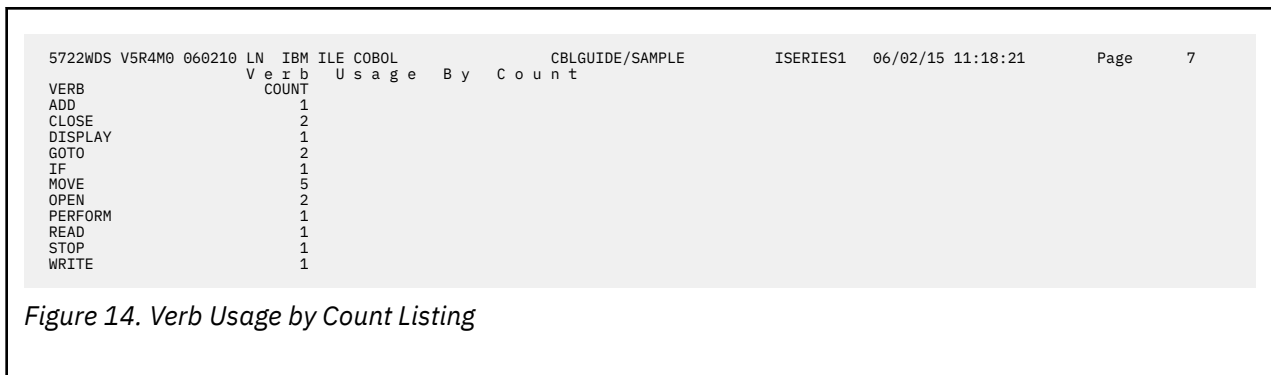 5722WDS V5R4M0 060210 LN IBM ILE COBOL CBLGUIDE/SAMPLE ISERIES1 06/02/15 11:18:21 Page 7
V e r b U s a g e B y C o u n t
VERB COUNT
ADD 1
CLOSE 2
DISPLAY 1
GOTO 2
IF 1
MOVE 5
OPEN 2
PERFORM 1
READ 1
STOP 1
WRITE 1
Figure 14. Verb Usage by Count Listing